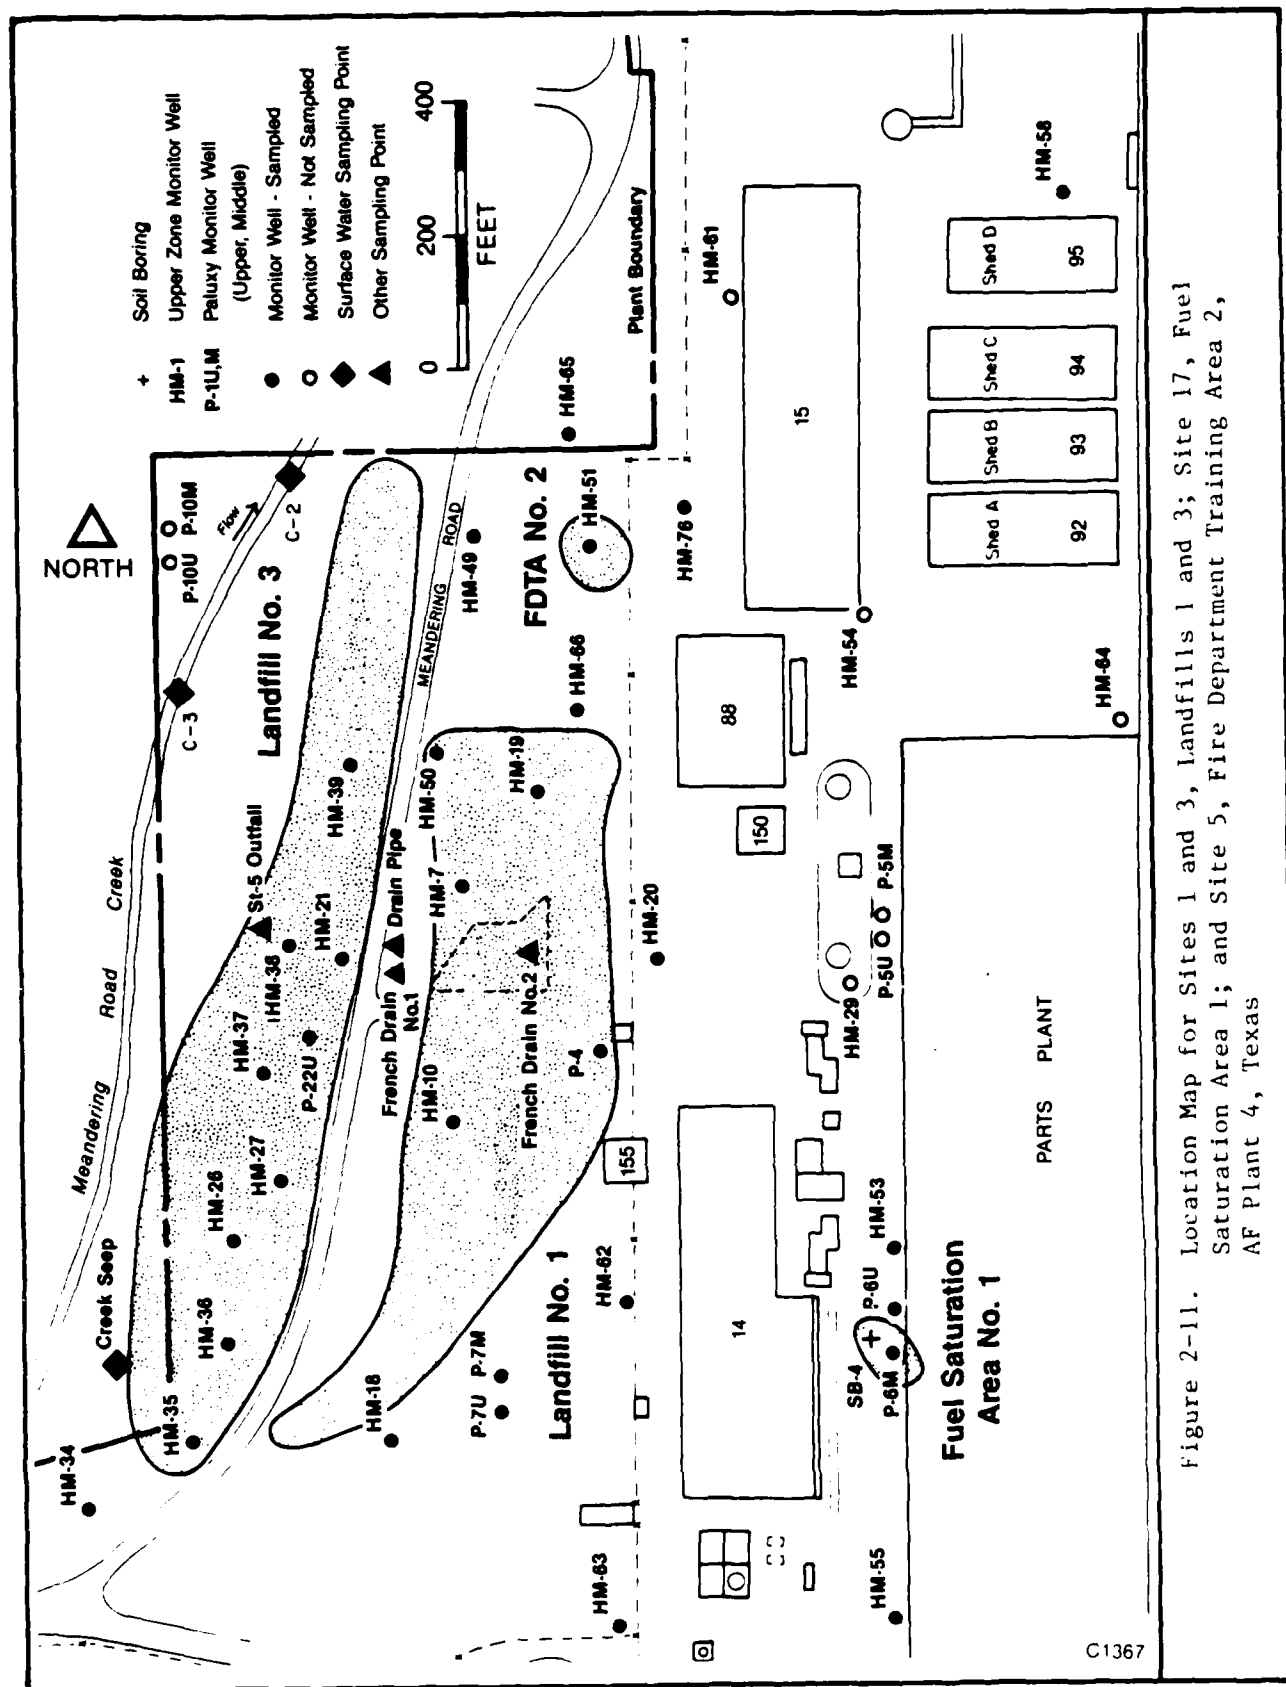 NORTH
+ Soil Boring
HM-1 Upper Zone Monitor Well
P-1U,M Paluxy Monitor Well
(Upper, Middle)
Monitor Well - Sampled
Monitor Well - Not Sampled
Surface Water Sampling Point
Other Sampling Point
0 200 400
FEET
Meandering Road Creek
Creek Seep
HM-34
HM-35
HM-36
HM-26
HM-27
HM-37
P-22U
HM-38
HM-21
St-5 Outfall
HM-39
Landfill No. 3
C-3
C-2
Flow
P-10U
P-10M
MEANDERING ROAD
French Drain
No.1
Drain Pipe
HM-18
P-7U
P-7M
Landfill No. 1
HM-10
HM-7
HM-50
HM-19
French Drain No.2
P-4
HM-66
HM-49
FDTA No. 2
HM-51
HM-65
Plant Boundary
HM-63
HM-62
155
HM-20
HM-76
HM-61
14
150
88
15
HM-54
HM-29
P-5U
P-5M
HM-55
SB-4
P-6M
P-6U
HM-53
Fuel Saturation
Area No. 1
PARTS PLANT
HM-64
Shed A
92
Shed B
93
Shed C
94
Shed D
95
HM-58
C1367
Figure 2-11. Location Map for Sites 1 and 3, Landfills 1 and 3; Site 17, Fuel
Saturation Area 1; and Site 5, Fire Department Training Area 2,
AF Plant 4, Texas